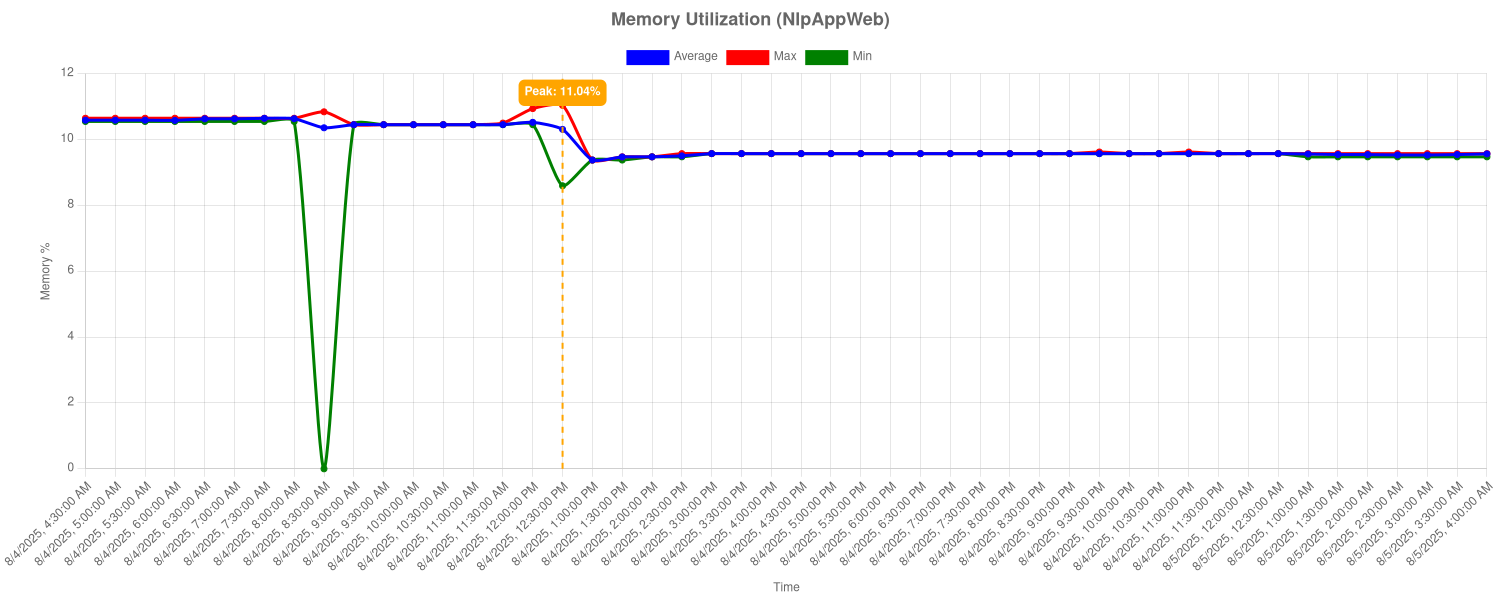 Memory Utilization (NlpAppWeb)
Average Max Min
Peak: 11.04%
12
10
8
6
4
2
0
Memory %
8/4/2025, 4:30:00 AM
8/4/2025, 5:00:00 AM
8/4/2025, 5:30:00 AM
8/4/2025, 6:00:00 AM
8/4/2025, 6:30:00 AM
8/4/2025, 7:00:00 AM
8/4/2025, 7:30:00 AM
8/4/2025, 8:00:00 AM
8/4/2025, 8:30:00 AM
8/4/2025, 9:00:00 AM
8/4/2025, 9:30:00 AM
8/4/2025, 10:00:00 AM
8/4/2025, 10:30:00 AM
8/4/2025, 11:00:00 AM
8/4/2025, 11:30:00 AM
8/4/2025, 12:00:00 PM
8/4/2025, 12:30:00 PM
8/4/2025, 1:00:00 PM
8/4/2025, 1:30:00 PM
8/4/2025, 2:00:00 PM
8/4/2025, 2:30:00 PM
8/4/2025, 3:00:00 PM
8/4/2025, 3:30:00 PM
8/4/2025, 4:00:00 PM
8/4/2025, 4:30:00 PM
8/4/2025, 5:00:00 PM
8/4/2025, 5:30:00 PM
8/4/2025, 6:00:00 PM
8/4/2025, 6:30:00 PM
8/4/2025, 7:00:00 PM
8/4/2025, 7:30:00 PM
8/4/2025, 8:00:00 PM
8/4/2025, 8:30:00 PM
8/4/2025, 9:00:00 PM
8/4/2025, 9:30:00 PM
8/4/2025, 10:00:00 PM
8/4/2025, 10:30:00 PM
8/4/2025, 11:00:00 PM
8/4/2025, 11:30:00 PM
8/5/2025, 12:00:00 AM
8/5/2025, 12:30:00 AM
8/5/2025, 1:00:00 AM
8/5/2025, 1:30:00 AM
8/5/2025, 2:00:00 AM
8/5/2025, 2:30:00 AM
8/5/2025, 3:00:00 AM
8/5/2025, 3:30:00 AM
8/5/2025, 4:00:00 AM
Time